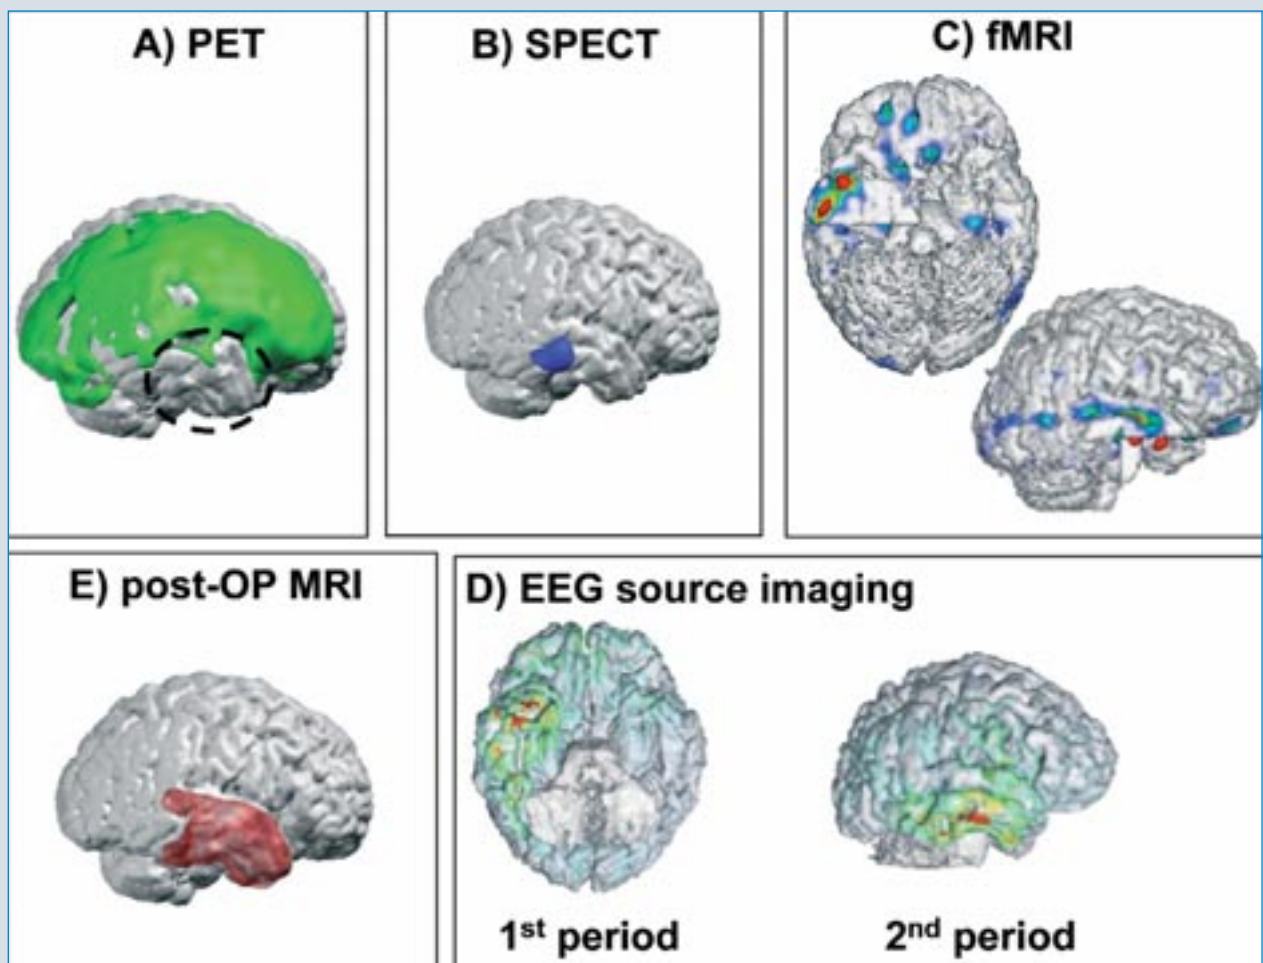 A) PET
B) SPECT
C) fMRI
E) post-OP MRI
D) EEG source imaging
1st period
2nd period